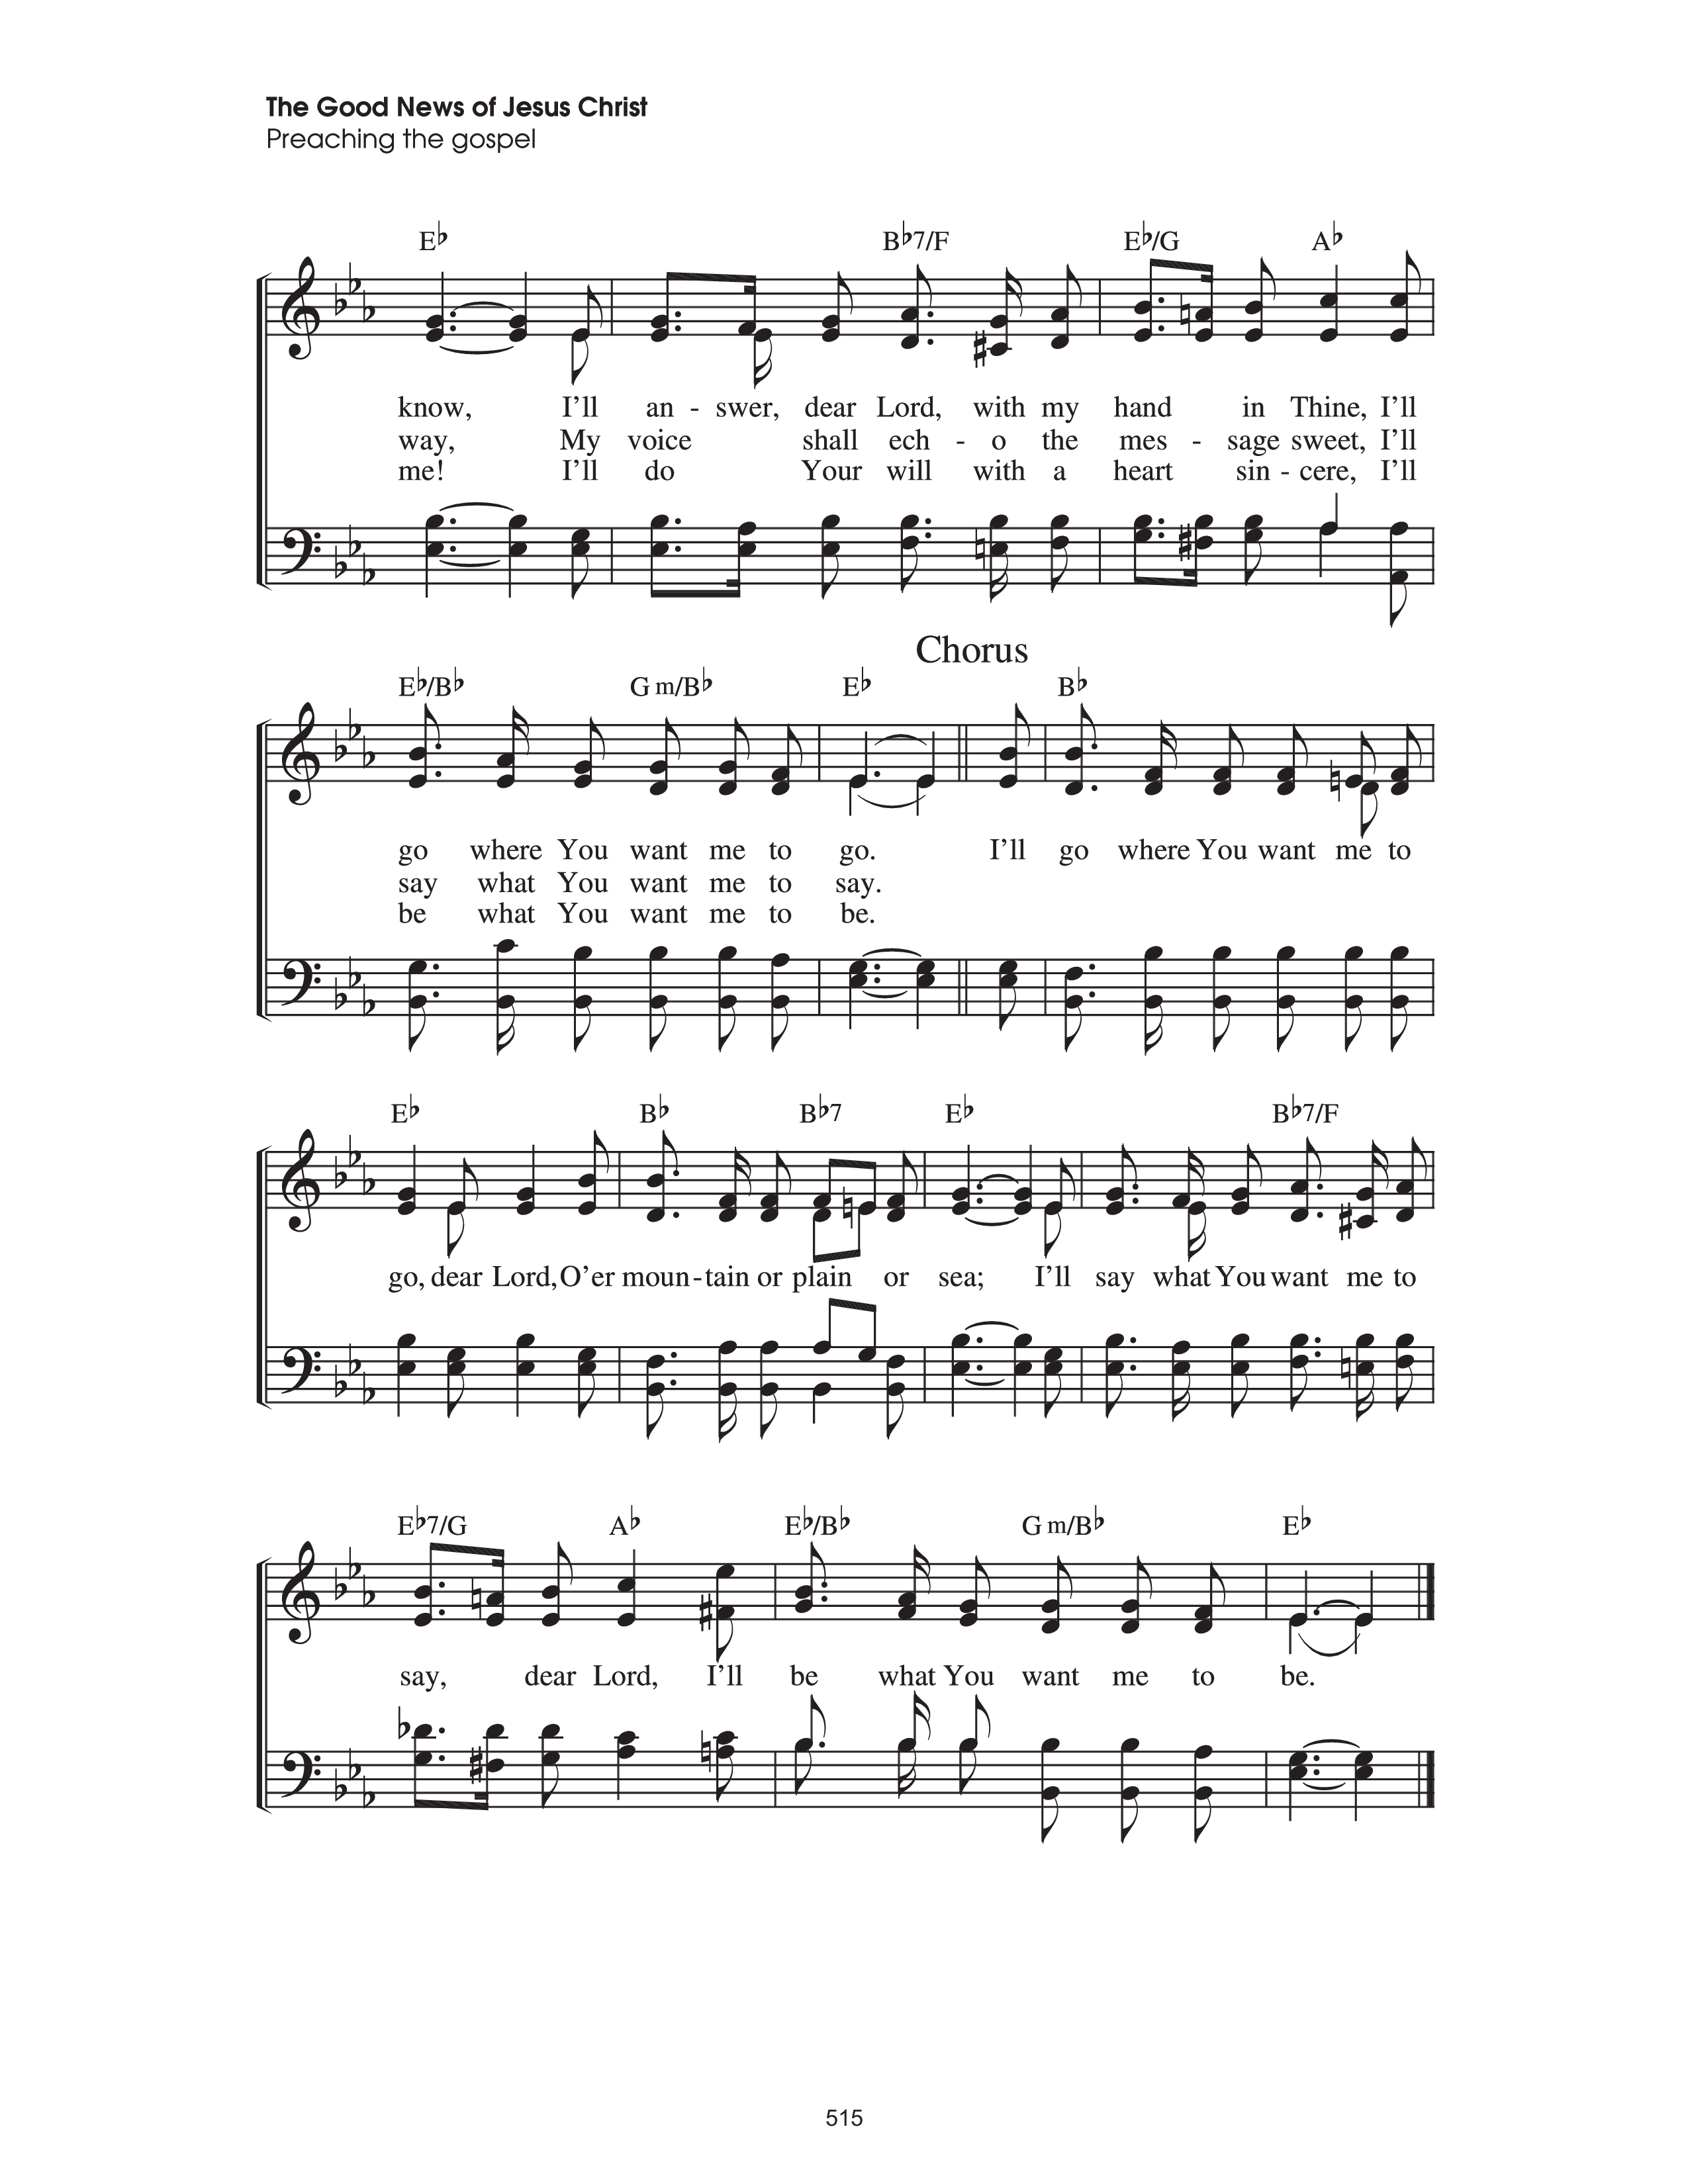 The Good News of Jesus Christ
Preaching the gospel
E♭ B♭7/F E♭/G A♭
know, I’ll an - swer, dear Lord, with my hand in Thine, I’ll
way, My voice shall ech - o the mes - sage sweet, I’ll
me! I’ll do Your will with a heart sin - cere, I’ll
Chorus
E♭/B♭ G m/B♭ E♭ B♭
go where You want me to go. I’ll go where You want me to
say what You want me to say.
be what You want me to be.
E♭ B♭ B♭7 E♭ B♭7/F
go, dear Lord, O’er moun - tain or plain or sea; I’ll say what You want me to
E♭7/G A♭ E♭/B♭ G m/B♭ E♭
say, dear Lord, I’ll be what You want me to be.
515